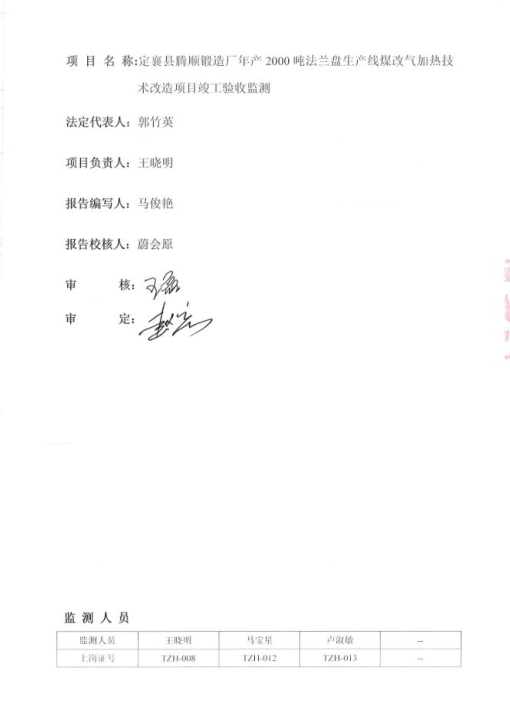 项 目 名 称:定襄县腾顺锻造厂年产 2000 吨法兰盘生产线煤改气加热技
术改造项目竣工验收监测
法定代表人：郭竹英
项目负责人：王晓明
报告编写人：马俊艳
报告校核人：蔚会原
审 核：
审 定：
监 测 人 员
监测人员 王晓明 马宝星 卢淑敏 --
上岗证号 TZH-008 TZH-012 TZH-013 --